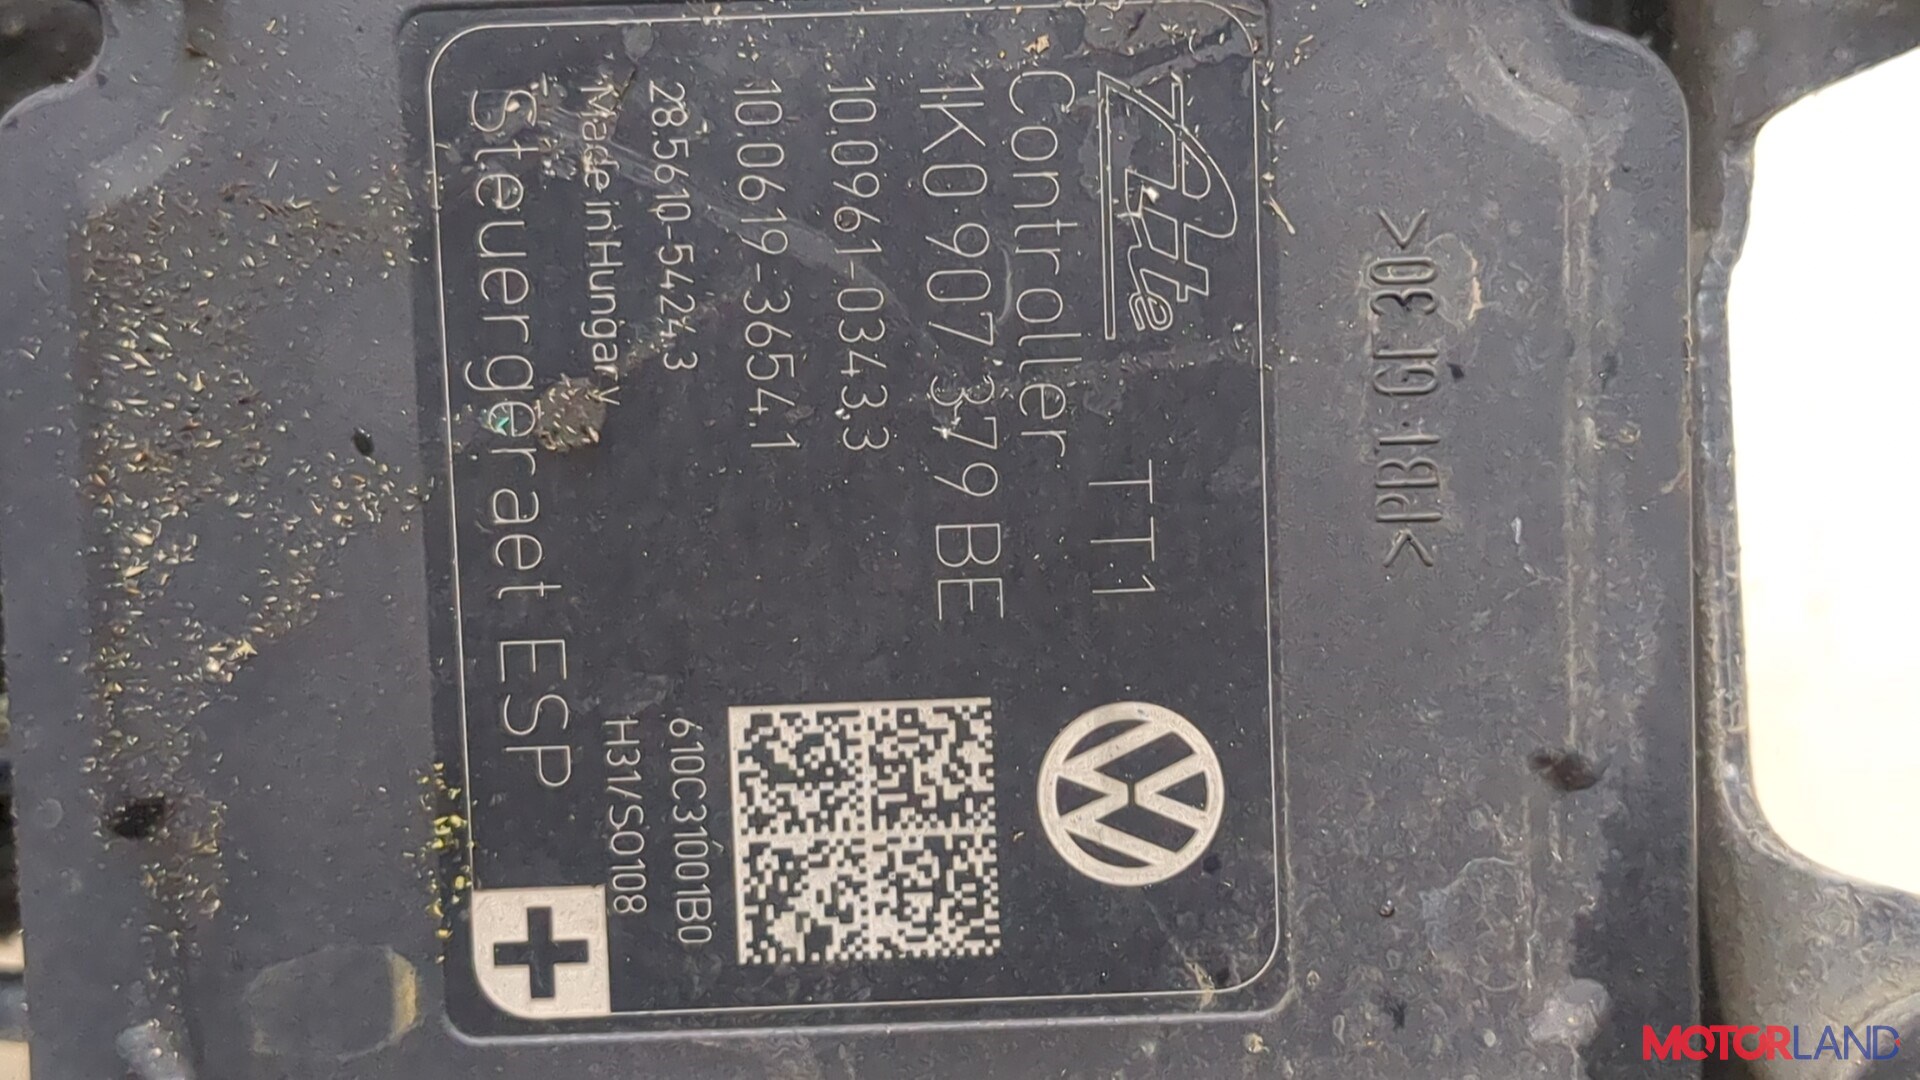 >PBT-GF30<
Ate TT1
Controller
1K0 907 379 BE
10.0961-0343.3
10.0619-3654.1
28.5610-5424.3
Made in Hungary
Steuergeraet ESP
610C31001B0
H31/S0108
MOTORLAND